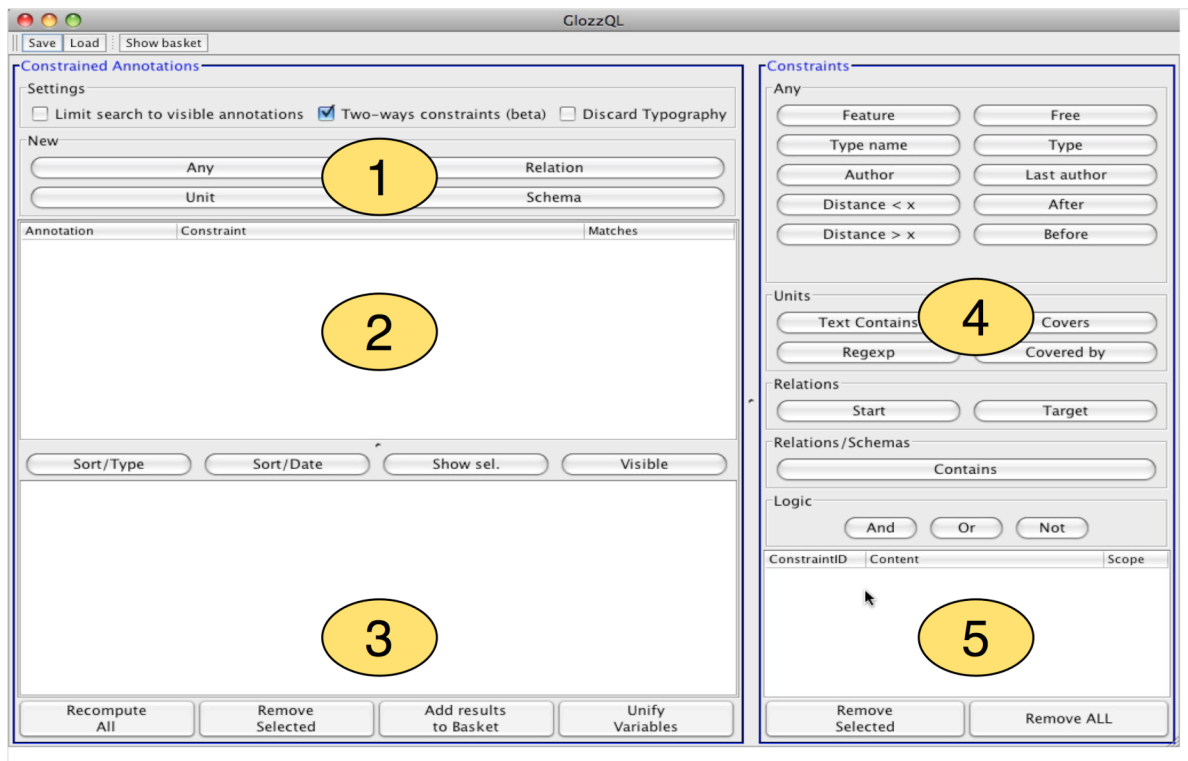 GlozzQL
Save Load Show basket
Constrained Annotations
Settings
Limit search to visible annotations Two-ways constraints (beta) Discard Typography
New
Any Relation
1
Unit Schema
Annotation Constraint Matches
2
Sort/Type Sort/Date Show sel. Visible
3
Recompute All
Remove Selected
Add results to Basket
Unify Variables
Constraints
Any
Feature Free
Type name Type
Author Last author
Distance < x After
Distance > x Before
Units
Text Contains Covers
4
Regexp Covered by
Relations
Start Target
Relations/Schemas
Contains
Logic
And Or Not
ConstraintID Content Scope
5
Remove Selected
Remove ALL